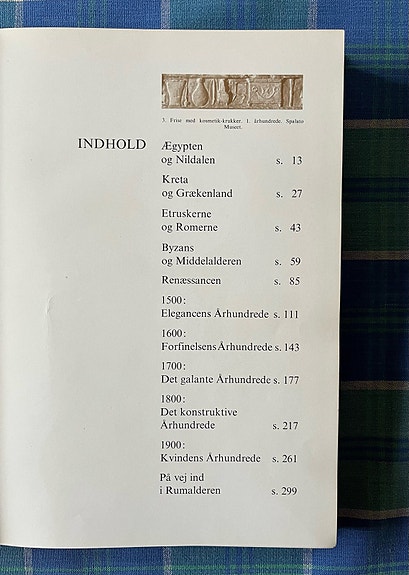 3. Frise med kosmetik-krukker. 1. århundrede. Spalato
Museet.
INDHOLD
Ægypten
og Nildalen s. 13
Kreta
og Grækenland s. 27
Etruskerne
og Romerne s. 43
Byzans
og Middelalderen s. 59
Renæssancen s. 85
1500:
Elegancens Århundrede s. 111
1600:
Forfinelsens Århundrede s. 143
1700:
Det galante Århundrede s. 177
1800:
Det konstruktive
Århundrede s. 217
1900:
Kvindens Århundrede s. 261
På vej ind
i Rumalderen s. 299